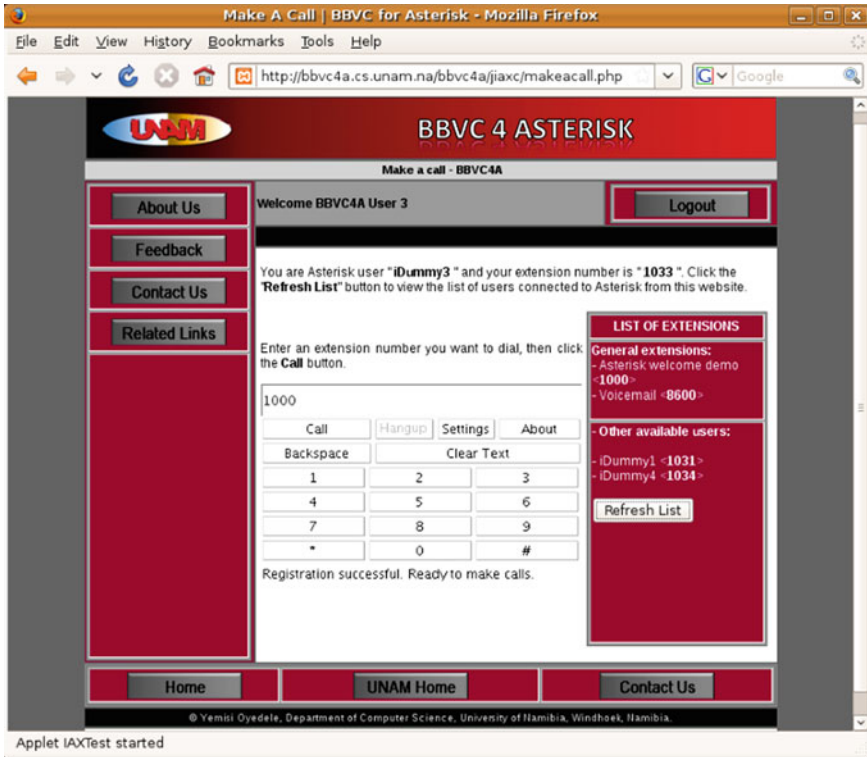 Make A Call | BBVC for Asterisk - Mozilla Firefox
File Edit View History Bookmarks Tools Help
http://bbvc4a.cs.unam.na/bbvc4a/jiaxc/makeacall.php
G Google
UNAM
BBVC 4 ASTERISK
Make a call - BBVC4A
About Us
Feedback
Contact Us
Related Links
Welcome BBVC4A User 3
Logout
You are Asterisk user "iDummy3 " and your extension number is "1033 ". Click the
"Refresh List" button to view the list of users connected to Asterisk from this website.
Enter an extension number you want to dial, then click
the Call button.
1000
Call Hangup Settings About
Backspace Clear Text
1 2 3
4 5 6
7 8 9
* 0 #
Registration successful. Ready to make calls.
LIST OF EXTENSIONS
General extensions:
- Asterisk welcome demo
<1000>
- Voicemail <8600>
- Other available users:
- iDummy1 <1031>
- iDummy4 <1034>
Refresh List
Home UNAM Home Contact Us
© Yemisi Oyedele, Department of Computer Science, University of Namibia, Windhoek, Namibia.
Applet IAXTest started